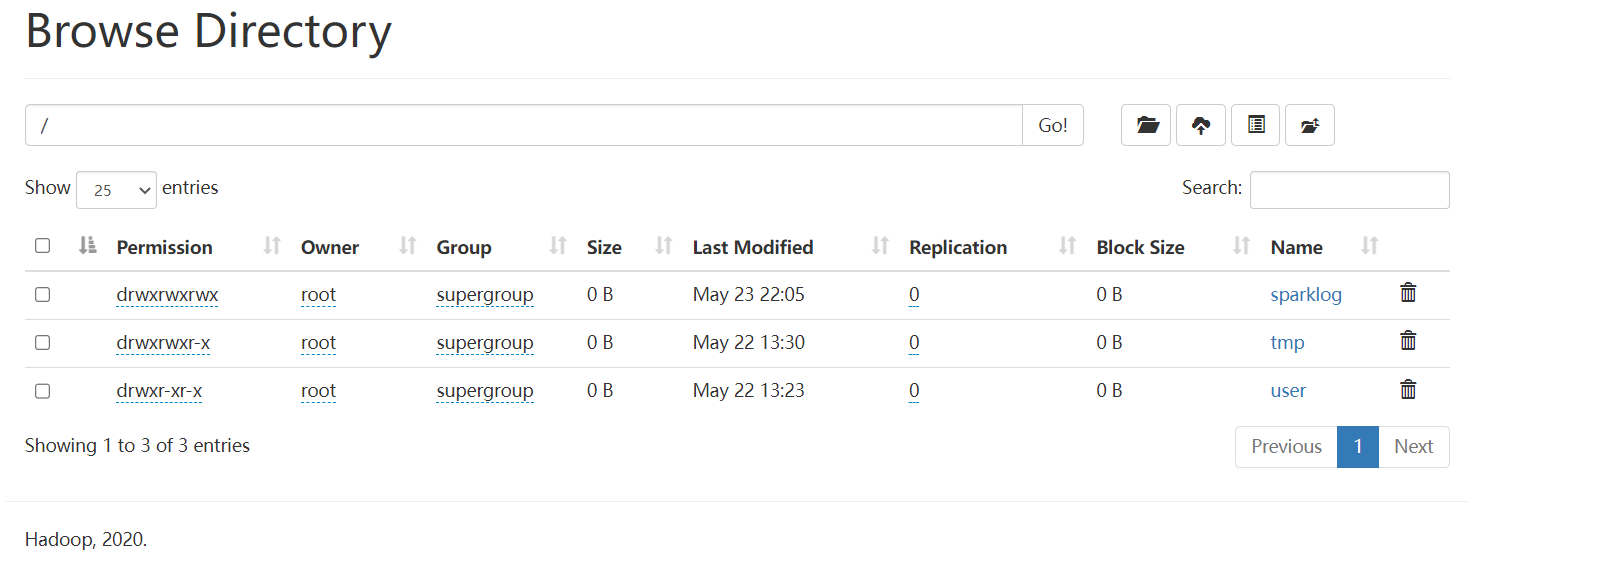 Browse Directory
/ Go!
Show 25 entries Search:
Permission Owner Group Size Last Modified Replication Block Size Name
drwxrwxrwx root supergroup 0 B May 23 22:05 0 0 B sparklog
drwxrwxr-x root supergroup 0 B May 22 13:30 0 0 B tmp
drwxr-xr-x root supergroup 0 B May 22 13:23 0 0 B user
Showing 1 to 3 of 3 entries Previous 1 Next
Hadoop, 2020.